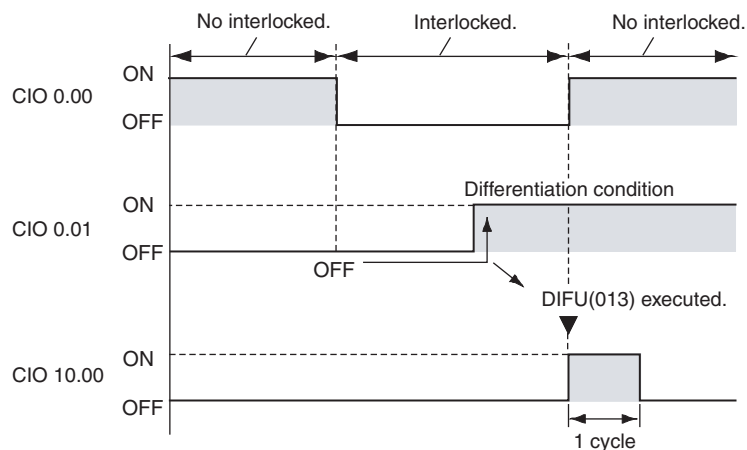 No interlocked. Interlocked. No interlocked.
ON
CIO 0.00
OFF
Differentiation condition
ON
CIO 0.01
OFF
OFF
DIFU(013) executed.
ON
CIO 10.00
OFF
1 cycle